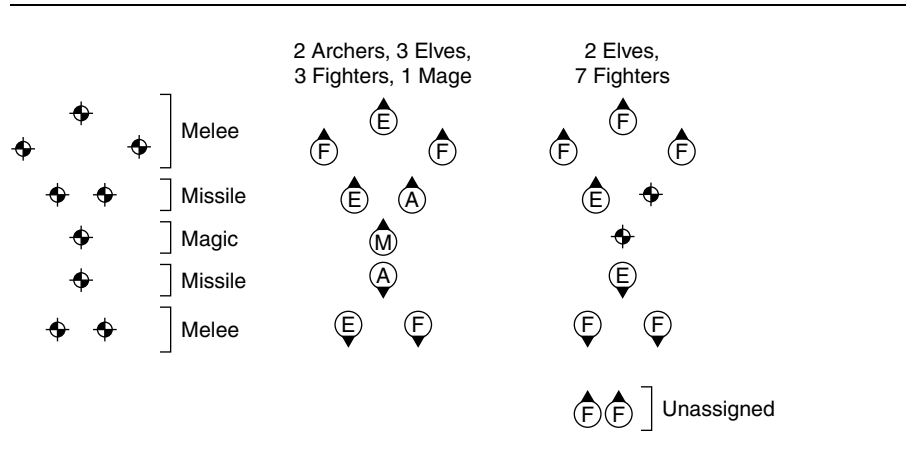 2 Archers, 3 Elves,
3 Fighters, 1 Mage
2 Elves,
7 Fighters
Melee
Missile
Magic
Missile
Melee
E
F F
E A
M
A
E F
F
F F
E
E
F F
F F
Unassigned